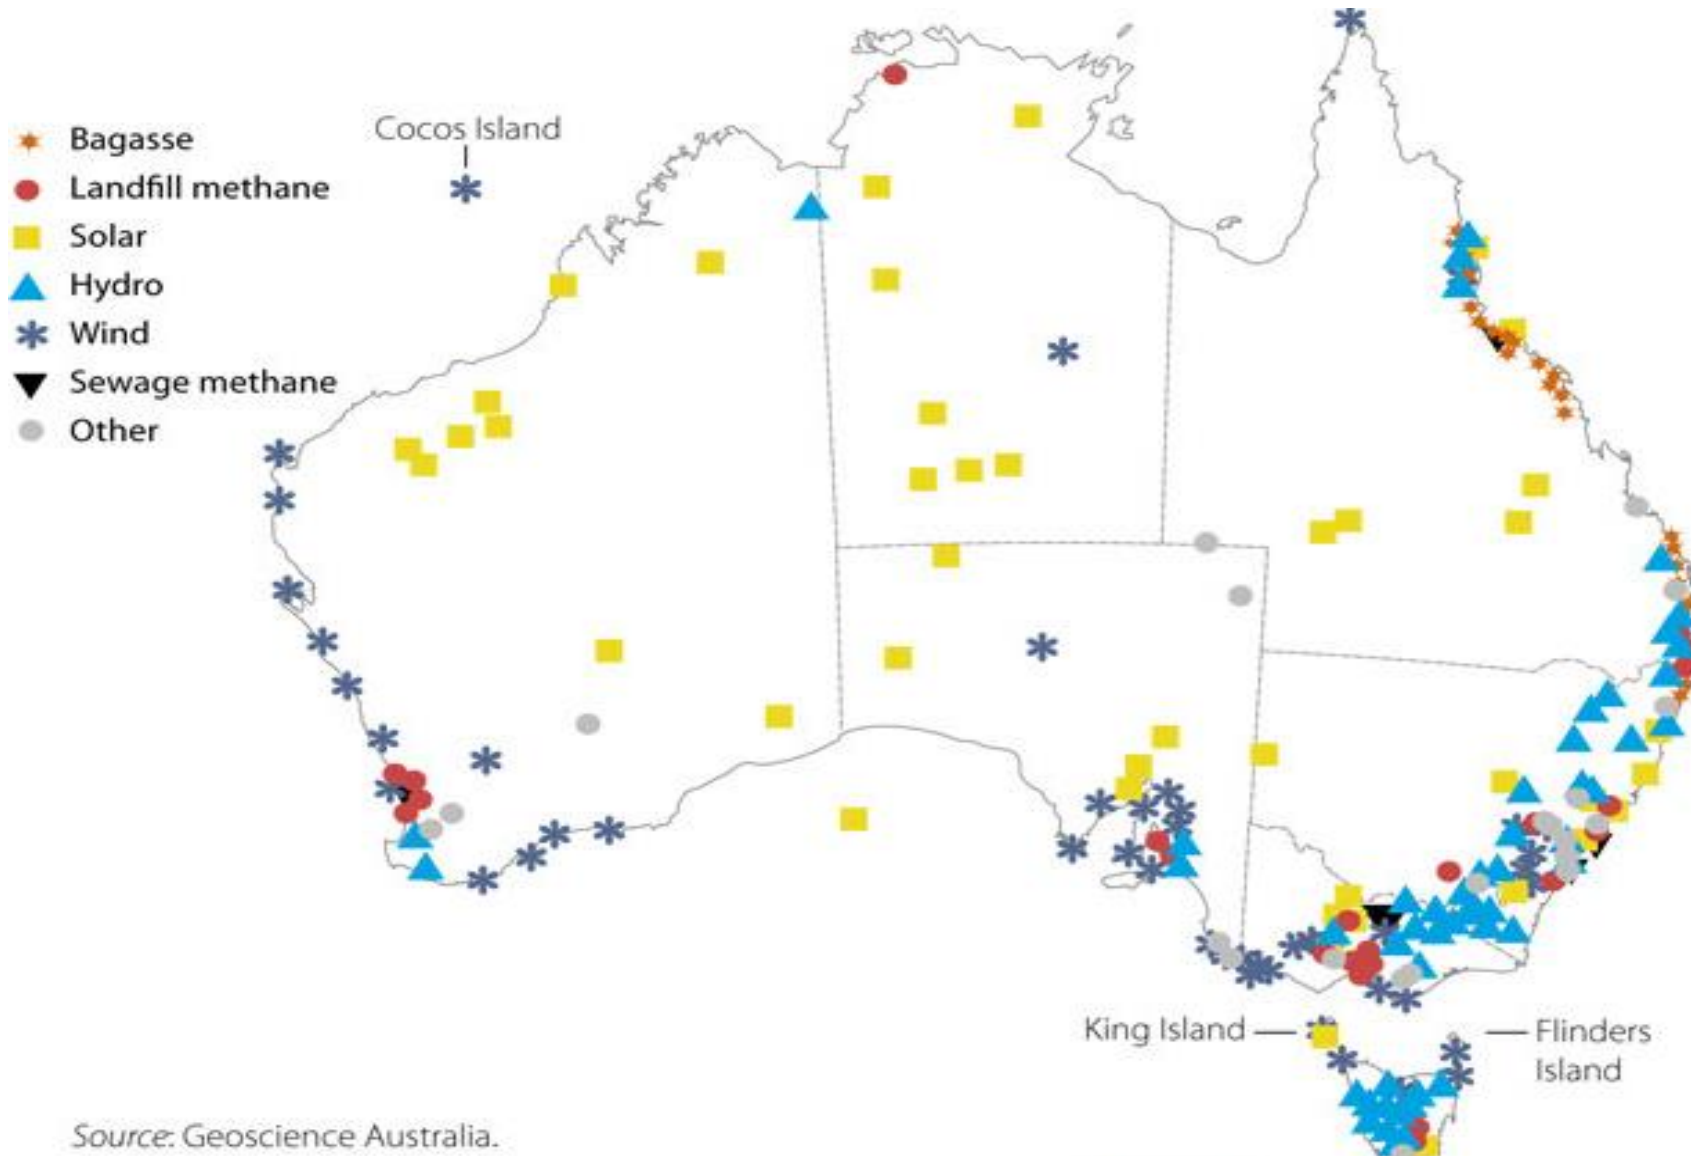 Cocos Island
Bagasse
Landfill methane
Solar
Hydro
Wind
Sewage methane
Other
King Island
Flinders
Island
Source: Geoscience Australia.